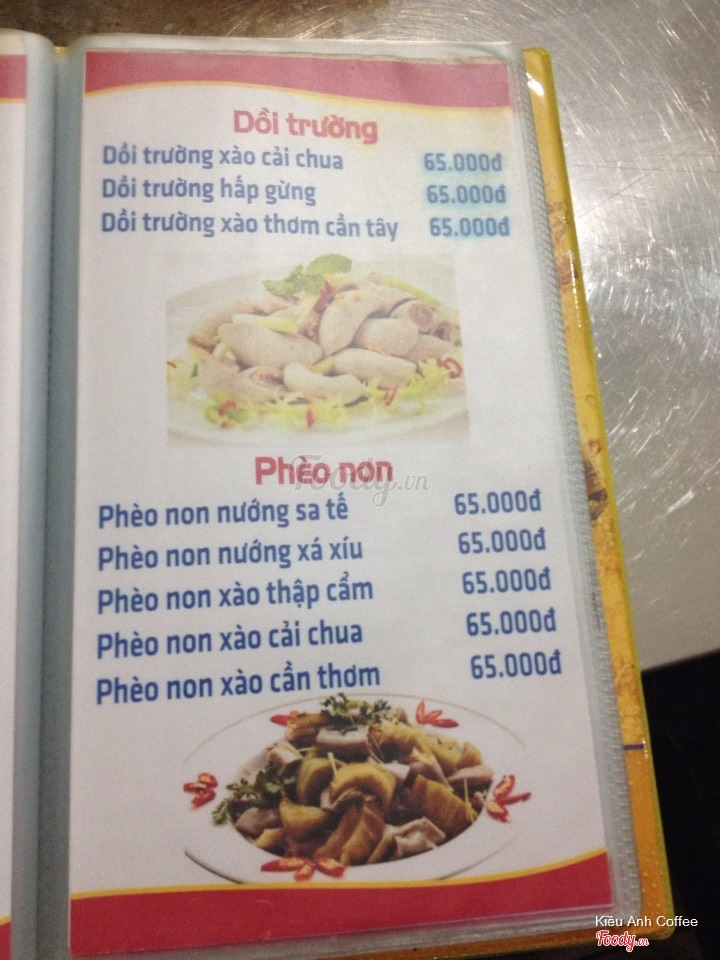 Dồi trường
Dồi trường xào cải chua 65.000đ
Dồi trường hấp gừng 65.000đ
Dồi trường xào thơm cần tây 65.000đ
Phèo non
Foody.vn
Phèo non nướng sa tế 65.000đ
Phèo non nướng xá xíu 65.000đ
Phèo non xào thập cẩm 65.000đ
Phèo non xào cải chua 65.000đ
Phèo non xào cần thơm 65.000đ
Kiều Anh Coffee
Foody.vn